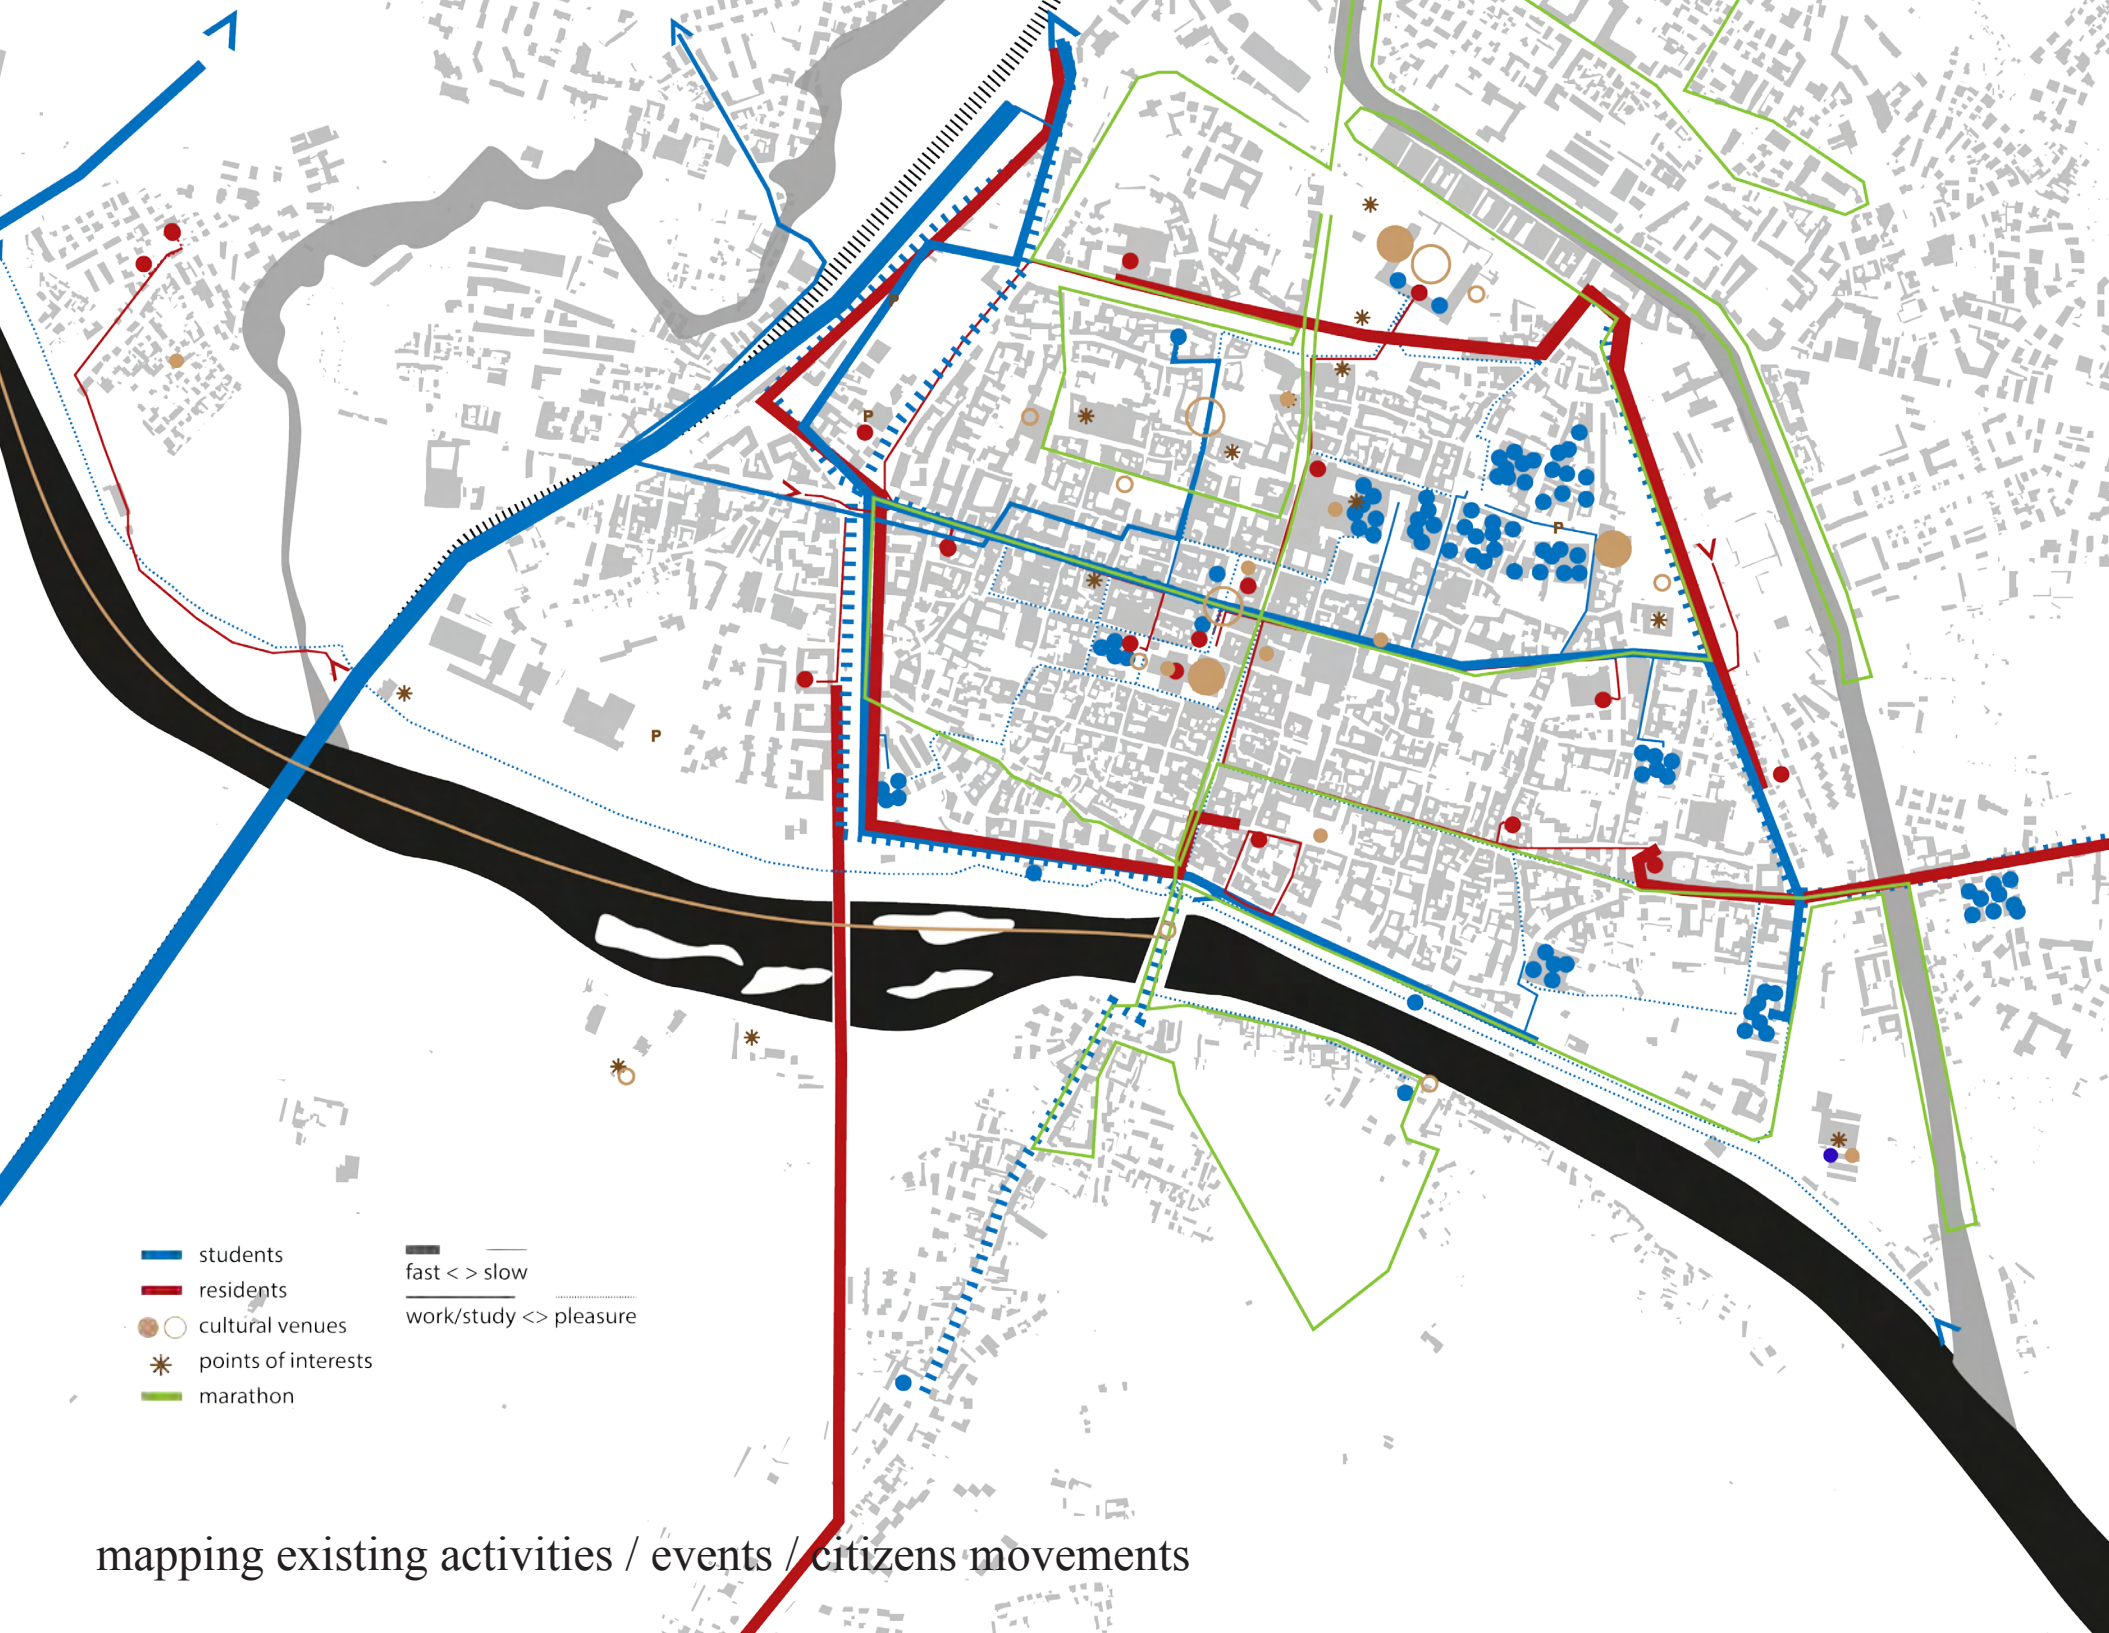 P
P
P
P
students
residents
cultural venues
points of interests
marathon
fast < > slow
work/study <> pleasure
mapping existing activities / events / citizens movements